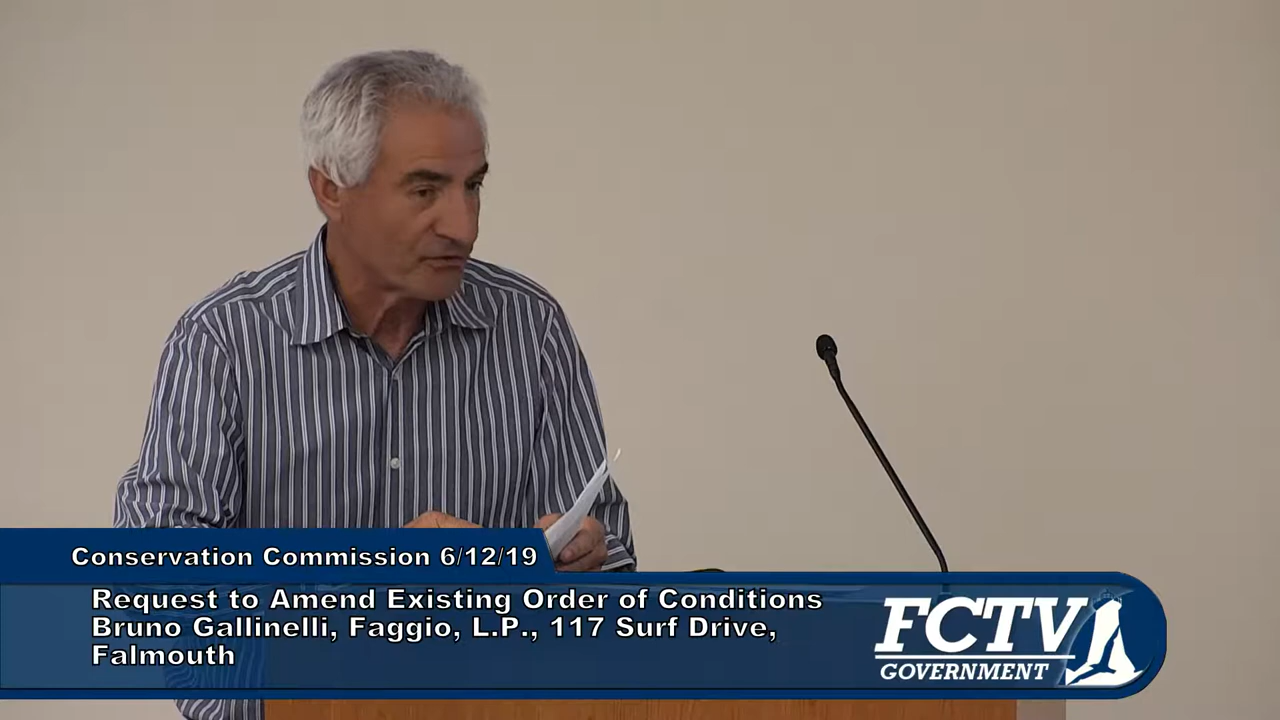 Conservation Commission 6/12/19
Request to Amend Existing Order of Conditions
Bruno Gallinelli, Faggio, L.P., 117 Surf Drive,
Falmouth
FCTV
GOVERNMENT